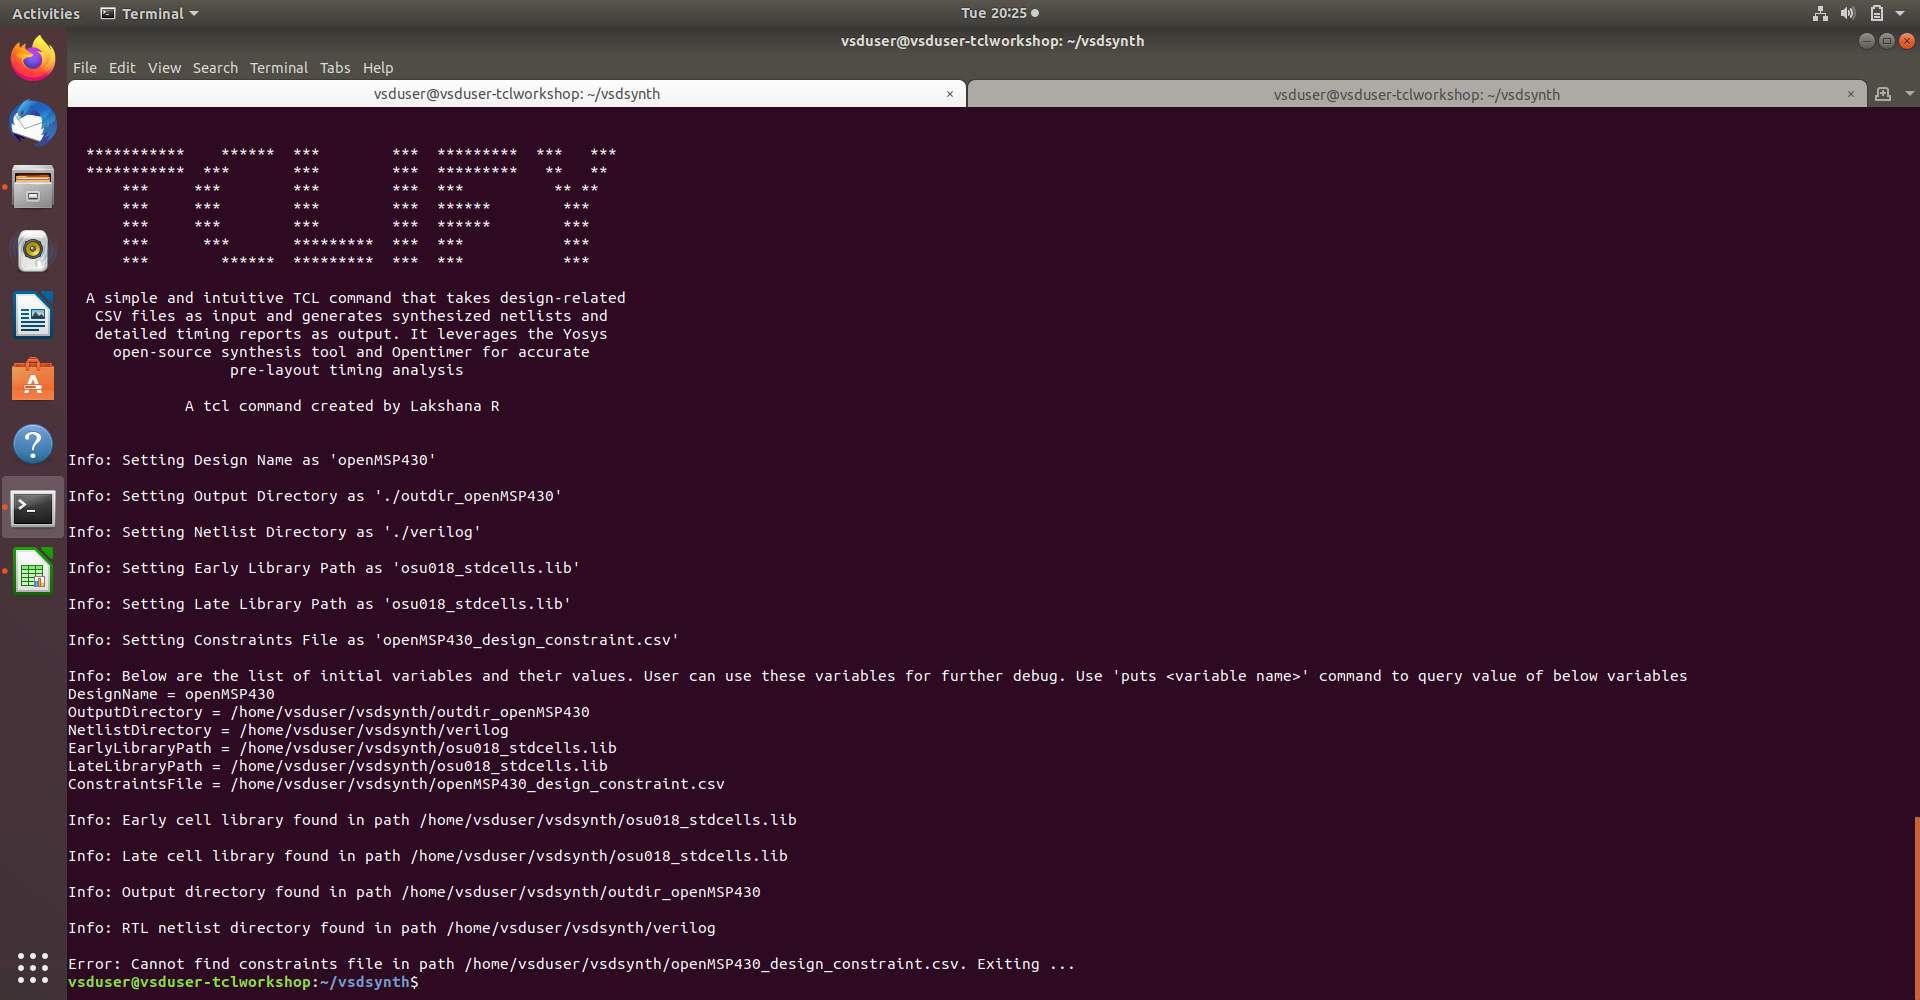 Activities Terminal Tue 20:25
vsduser@vsduser-tclworkshop: ~/vsdsynth
File Edit View Search Terminal Tabs Help
vsduser@vsduser-tclworkshop: ~/vsdsynth × vsduser@vsduser-tclworkshop: ~/vsdsynth ×
***********    ******  ***        ***  *********  ***   ***
***********  ***       ***        ***  *********   **   **
    ***     ***        ***        ***  ***          ** **
    ***     ***        ***        ***  ******        ***
    ***     ***        ***        ***  ******        ***
    ***      ***       *********  ***  ***           ***
    ***        ******  *********  ***  ***           ***
A simple and intuitive TCL command that takes design-related
CSV files as input and generates synthesized netlists and
detailed timing reports as output. It leverages the Yosys
open-source synthesis tool and Opentimer for accurate
pre-layout timing analysis
A tcl command created by Lakshana R
Info: Setting Design Name as 'openMSP430'
Info: Setting Output Directory as './outdir_openMSP430'
Info: Setting Netlist Directory as './verilog'
Info: Setting Early Library Path as 'osu018_stdcells.lib'
Info: Setting Late Library Path as 'osu018_stdcells.lib'
Info: Setting Constraints File as 'openMSP430_design_constraint.csv'
Info: Below are the list of initial variables and their values. User can use these variables for further debug. Use 'puts <variable name>' command to query value of below variables
DesignName = openMSP430
OutputDirectory = /home/vsduser/vsdsynth/outdir_openMSP430
NetlistDirectory = /home/vsduser/vsdsynth/verilog
EarlyLibraryPath = /home/vsduser/vsdsynth/osu018_stdcells.lib
LateLibraryPath = /home/vsduser/vsdsynth/osu018_stdcells.lib
ConstraintsFile = /home/vsduser/vsdsynth/openMSP430_design_constraint.csv
Info: Early cell library found in path /home/vsduser/vsdsynth/osu018_stdcells.lib
Info: Late cell library found in path /home/vsduser/vsdsynth/osu018_stdcells.lib
Info: Output directory found in path /home/vsduser/vsdsynth/outdir_openMSP430
Info: RTL netlist directory found in path /home/vsduser/vsdsynth/verilog
Error: Cannot find constraints file in path /home/vsduser/vsdsynth/openMSP430_design_constraint.csv. Exiting ...
vsduser@vsduser-tclworkshop:~/vsdsynth$